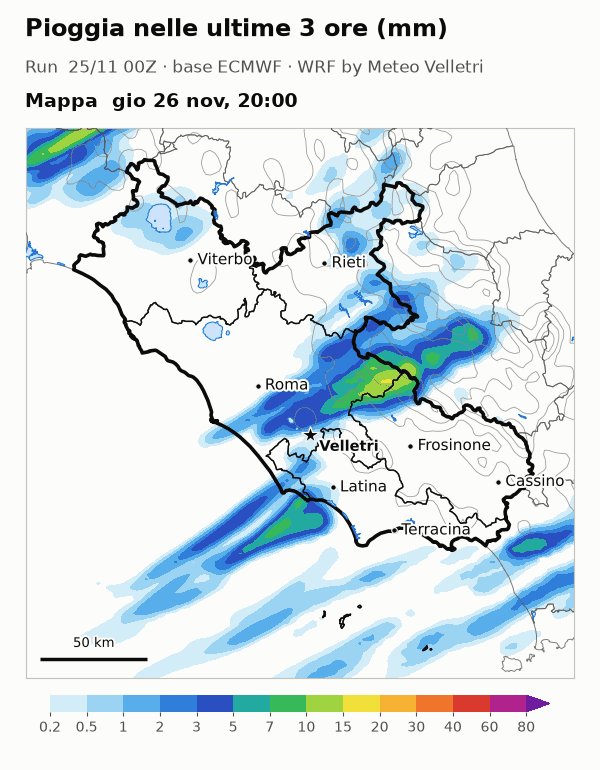 Pioggia nelle ultime 3 ore (mm)
Run  25/11 00Z · base ECMWF · WRF by Meteo Velletri
Mappa  gio 26 nov, 20:00
Viterbo
Rieti
Roma
Velletri
Frosinone
Latina
Cassino
Terracina
50 km
0.2 0.5 1 2 3 5 7 10 15 20 30 40 60 80